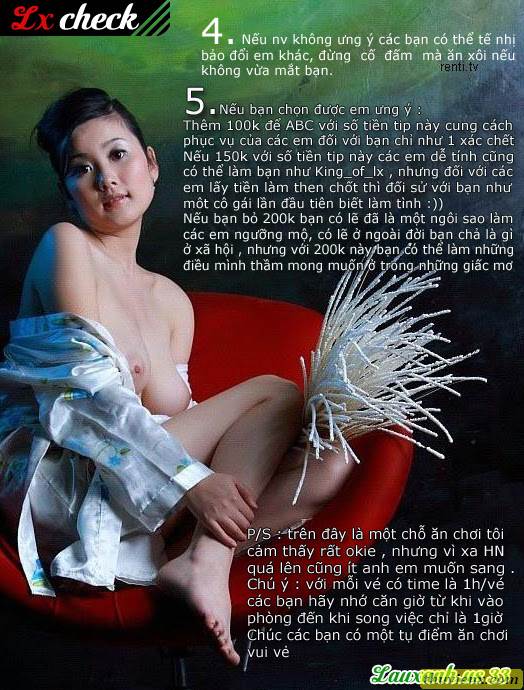 Lx check
4. Nếu nv không ưng ý các bạn có thể tế nhị
bảo đổi em khác, đừng cố đấm mà ăn xôi nếu
không vừa mắt bạn.
renti.tv
5. Nếu bạn chọn được em ưng ý :
Thêm 100k để ABC với số tiền tip này cung cách
phục vụ của các em đối với bạn chỉ như 1 xác chết
Nếu 150k với số tiền tip này các em dễ tính cũng
có thể làm bạn như King_of_lx , nhưng đối với các
em lấy tiền làm then chốt thì đối sử với bạn như
một cô gái lần đầu tiên biết làm tình :))
Nếu bạn bỏ 200k bạn có lẽ đã là một ngôi sao làm
các em ngưỡng mộ, có lẽ ở ngoài đời bạn chả là gì
ở xã hội , nhưng với 200k này bạn có thể làm những
điều mình thầm mong muốn ở trong những giấc mơ
P/S : trên đây là một chỗ ăn chơi tôi
cảm thấy rất okie , nhưng vì xa HN
quá lên cũng ít anh em muốn sang .
Chú ý : với mỗi vé có time là 1h/vé
các bạn hãy nhớ căn giờ từ khi vào
phòng đến khi song việc chỉ là 1giờ
Chúc các bạn có một tụ điểm ăn chơi
vui vẻ